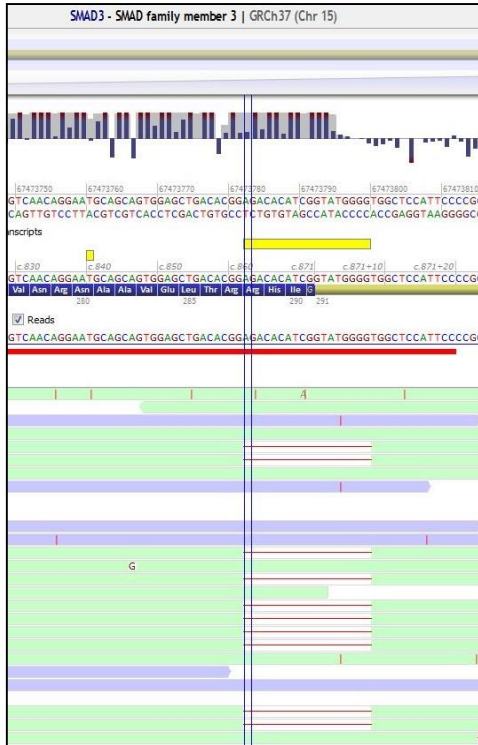 SMAD3 - SMAD family member 3 | GRCh37 (Chr 15)
67473750 67473760 67473770 67473780 67473790 67473800 67473810
GTCAACAGGAATGCAGCAGTGGAGCTGACACGGAGACACATCGGTATGGGGTGGCTCCATTCCCCG
CAGTTGTCCTTACGTCGTCACCTCGACTGTGCCTCTGTGTAGCCATACCCCACCGAGGTAAGGGGC
nscripts
c.830 c.840 c.850 c.860 c.871 c.871+10 c.871+20
GTCAACAGGAATGCAGCAGTGGAGCTGACACGGAGACACATCGGTATGGGGTGGCTCCATTCCCCG
Val Asn Arg Asn Ala Ala Val Glu Leu Thr Arg Arg His Ile G
280 285 290 291
Reads
GTCAACAGGAATGCAGCAGTGGAGCTGACACGGAGACACATCGGTATGGGGTGGCTCCATTCCCCG
A
G